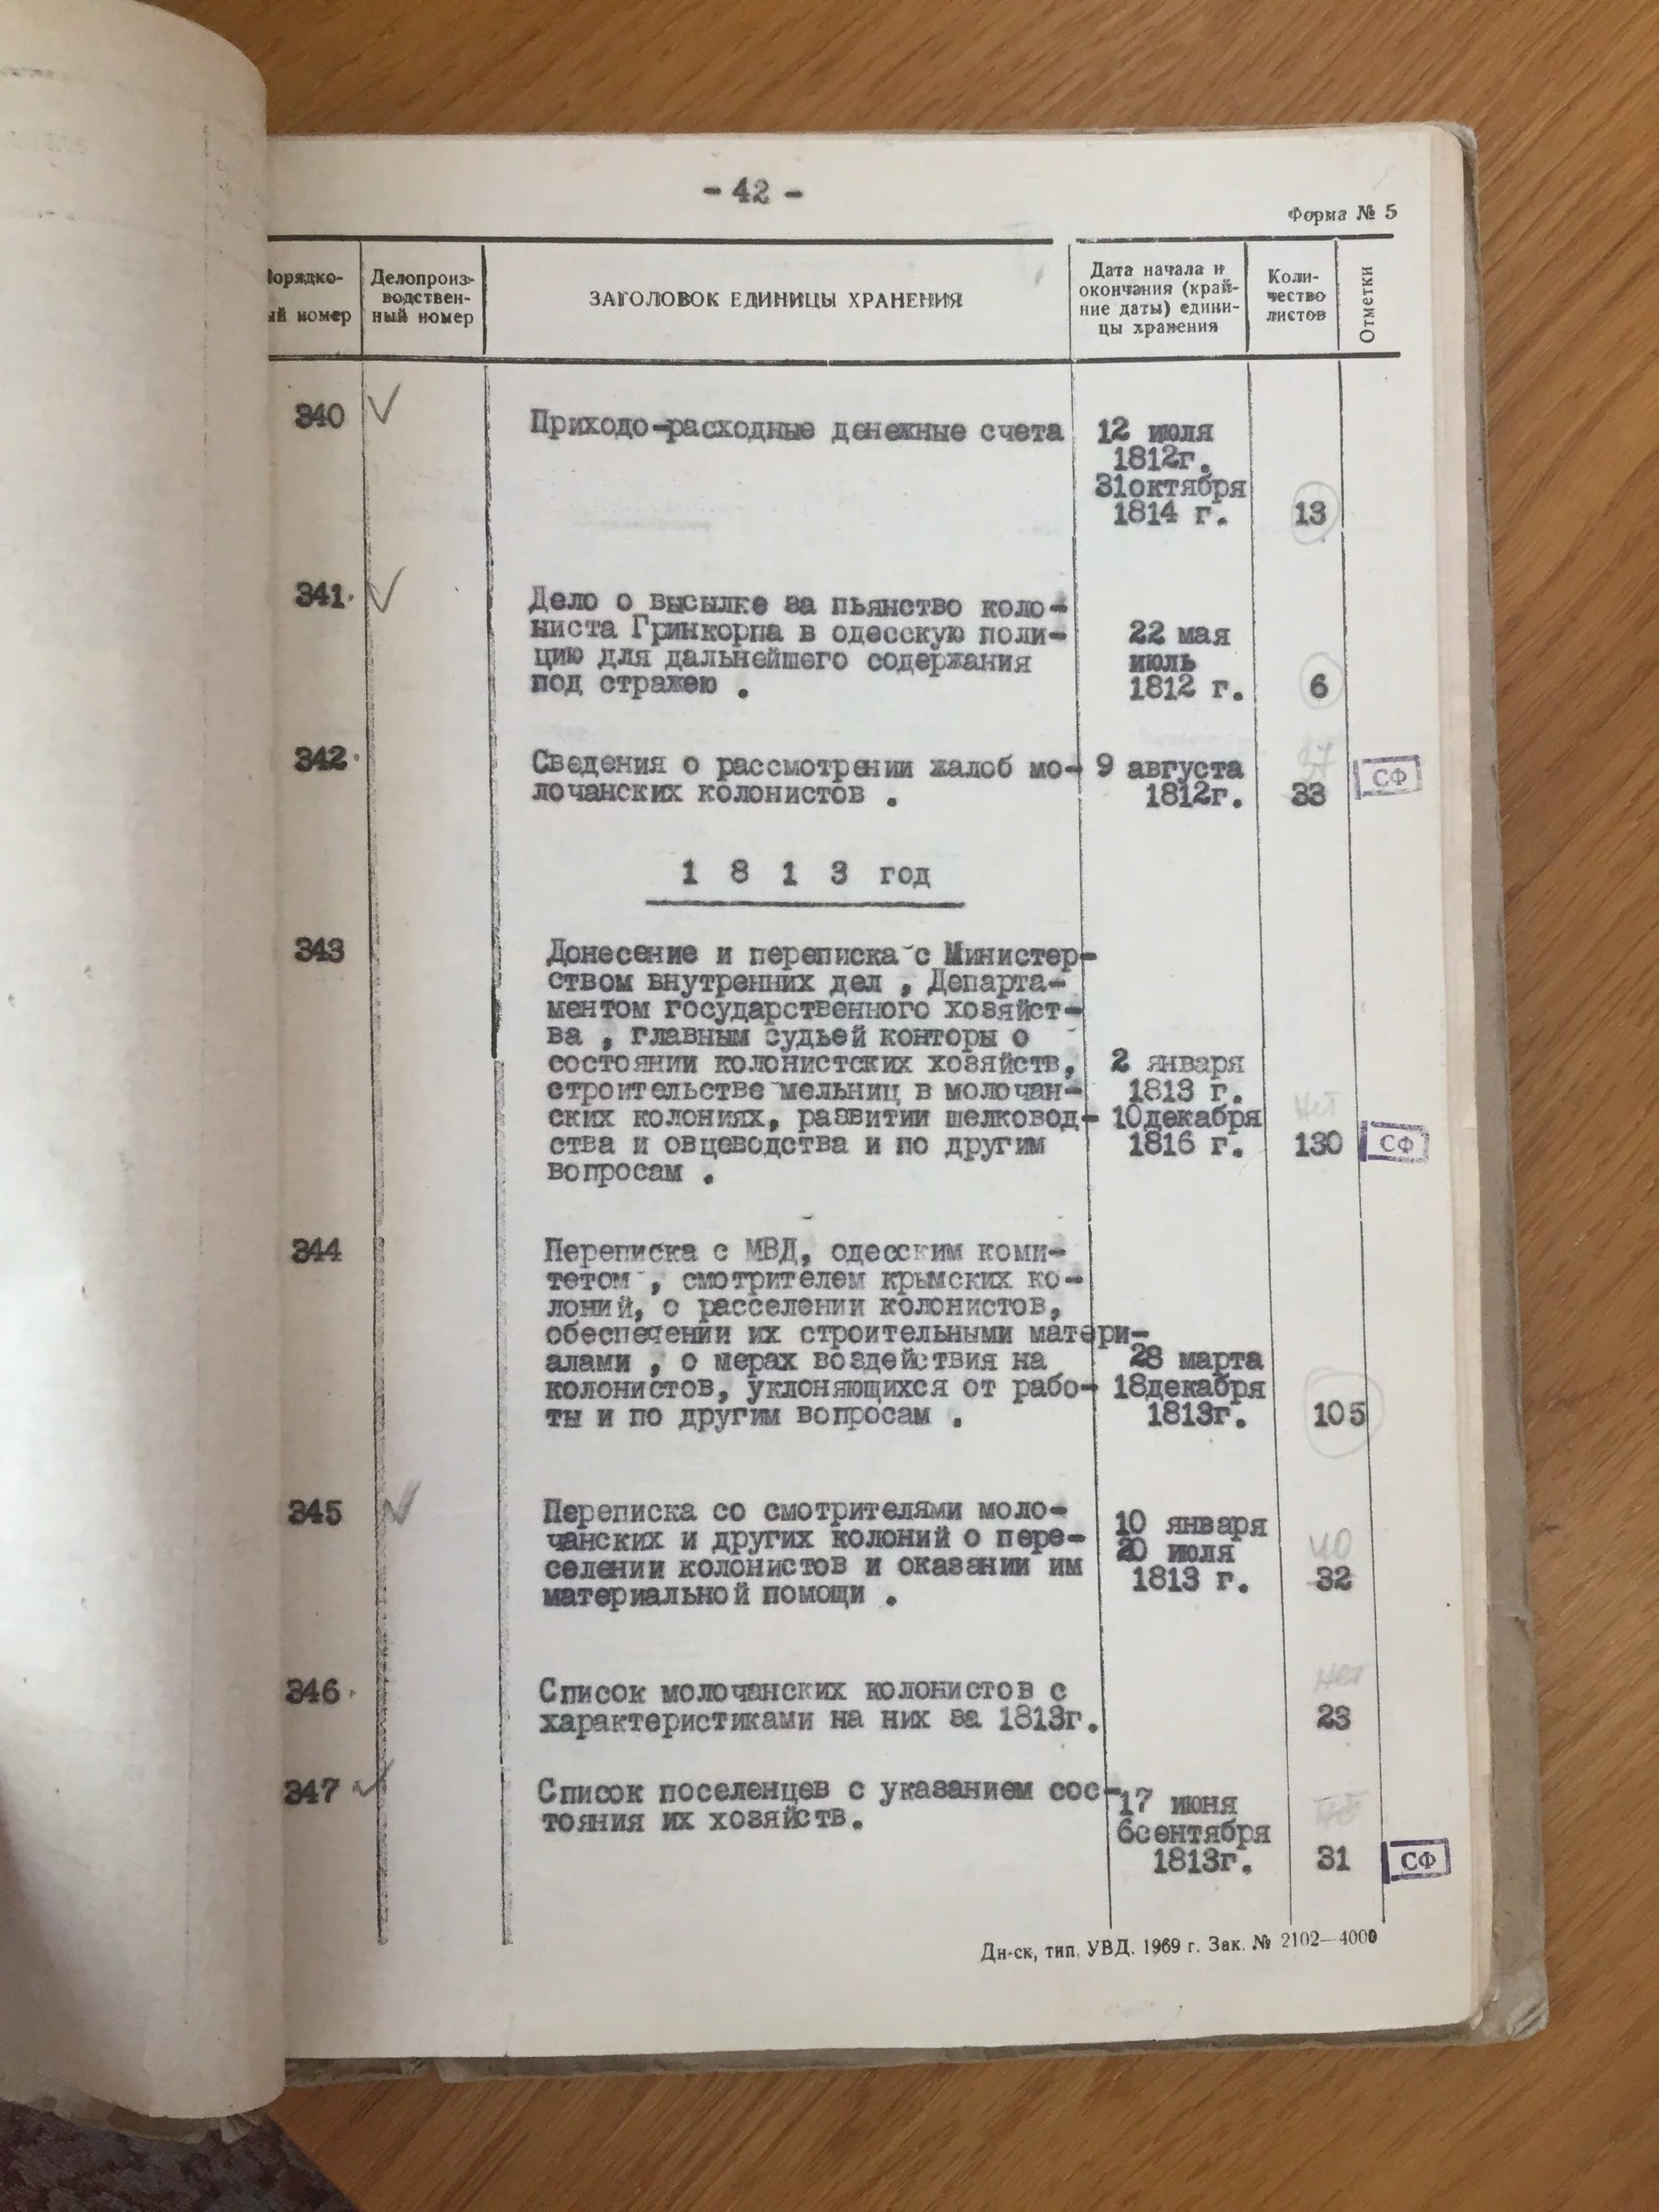 - 42 -
Форма № 5
Порядко-
ый номер
Делопроиз-
водствен-
ный номер
ЗАГОЛОВОК ЕДИНИЦЫ ХРАНЕНИЯ
Дата начала и
окончания (край-
ние даты) едини-
цы хранения
Коли-
чество
листов
Отметки
340
Приходо-расходные денежные счета
12 июля
1812г.
31октября
1814 г.
13
341.
Дело о высылке за пьянство коло-
ниста Гринкорпа в одесскую поли-
цию для дальнейшего содержания
под стражею .
22 мая
июль
1812 г.
6
342.
Сведения о рассмотрении жалоб мо-
лочанских колонистов .
9 августа
1812г.
37
33
СФ
1 8 1 3 год
343
Донесение и переписка с Министер-
ством внутренних дел , Департа-
ментом государственного хозяйст-
ва , главным судьей конторы о
состоянии колонистских хозяйств,
строительстве мельниц в молочан-
ских колониях, развитии шелковод-
ства и овцеводства и по другим
вопросам .
2 января
1813 г.
10декабря
1816 г.
нет
130
СФ
344
Переписка с МВД, одесским коми-
тетом , смотрителем крымских ко-
лоний, о расселении колонистов,
обеспечении их строительными матери-
алами , о мерах воздействия на
колонистов, уклоняющихся от рабо-
ты и по другим вопросам .
28 марта
18декабря
1813г.
105
345
Переписка со смотрителями моло-
чанских и других колоний о пере-
селении колонистов и оказании им
материальной помощи .
10 января
20 июля
1813 г.
40
32
346.
Список молочанских колонистов с
характеристиками на них за 1813г.
нет
23
347
Список поселенцев с указанием сос-
тояния их хозяйств.
17 июня
6сентября
1813г.
31
СФ
Дн-ск, тип. УВД. 1969 г. Зак. № 2102—4000